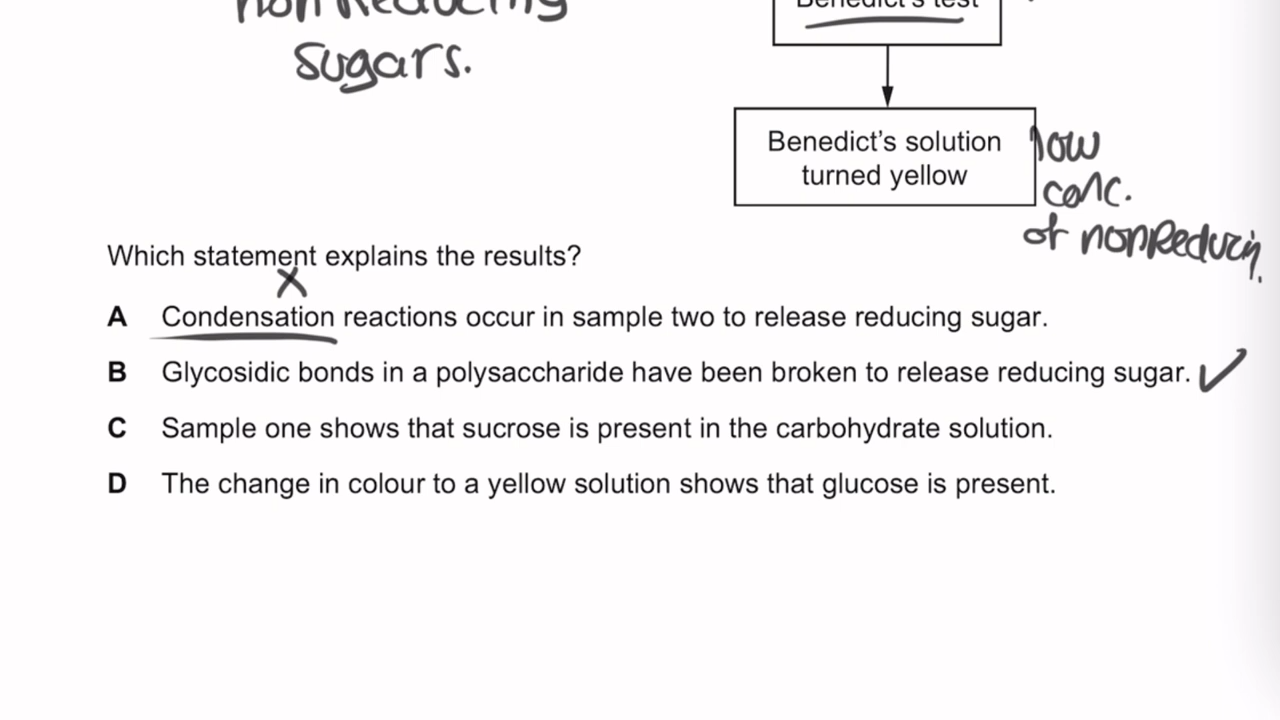 non Reducing
sugars.
Benedict's test
Benedict's solution
turned yellow
low
conc.
of nonReducin.
Which statement explains the results?
X
A Condensation reactions occur in sample two to release reducing sugar.
B Glycosidic bonds in a polysaccharide have been broken to release reducing sugar. ✓
C Sample one shows that sucrose is present in the carbohydrate solution.
D The change in colour to a yellow solution shows that glucose is present.